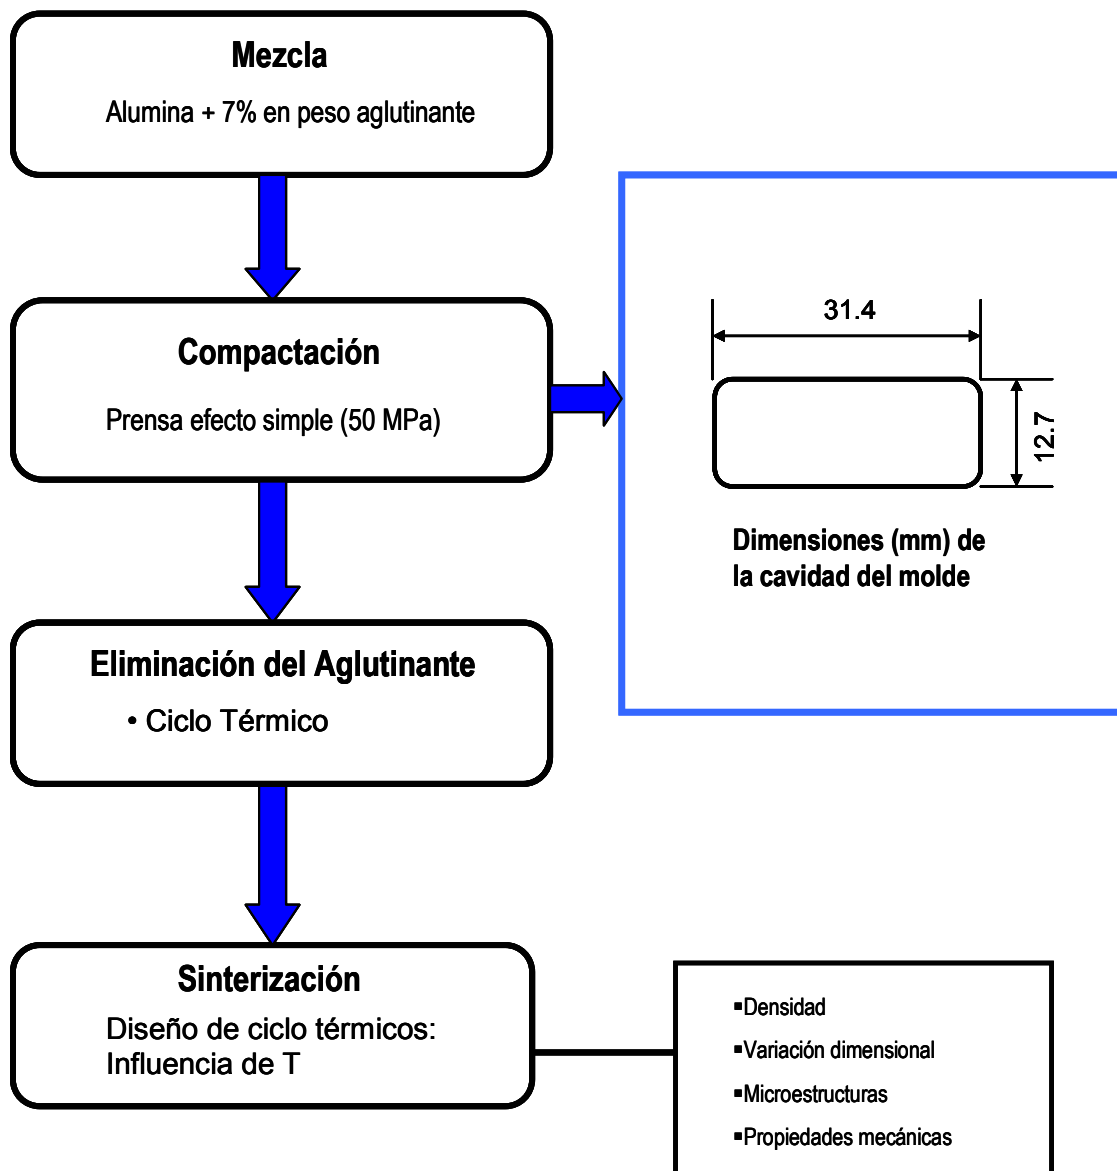 Mezcla
Alumina + 7% en peso aglutinante
Compactación
Prensa efecto simple (50 MPa)
31.4
12.7
Dimensiones (mm) de
la cavidad del molde
Eliminación del Aglutinante
• Ciclo Térmico
Sinterización
Diseño de ciclo térmicos:
Influencia de T
▪Densidad
▪Variación dimensional
▪Microestructuras
▪Propiedades mecánicas